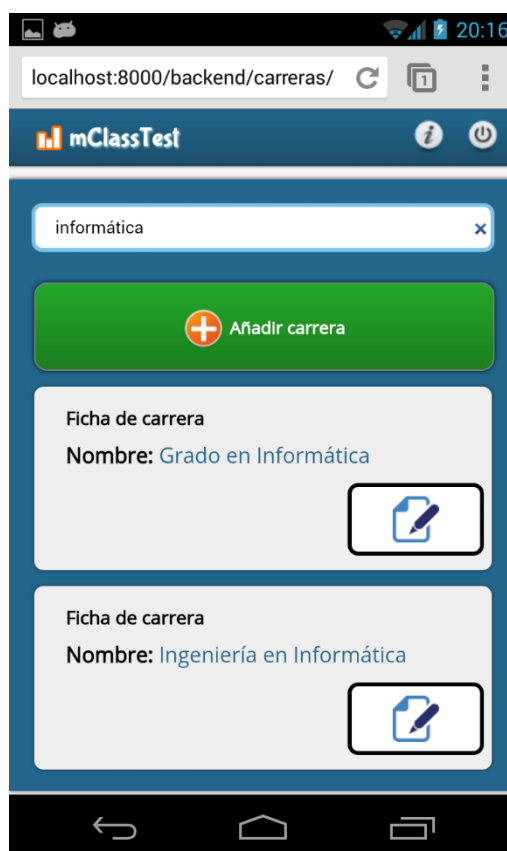 20:16
localhost:8000/backend/carreras/
1
mClassTest
i
informática
Añadir carrera
Ficha de carrera
Nombre: Grado en Informática
Ficha de carrera
Nombre: Ingeniería en Informática